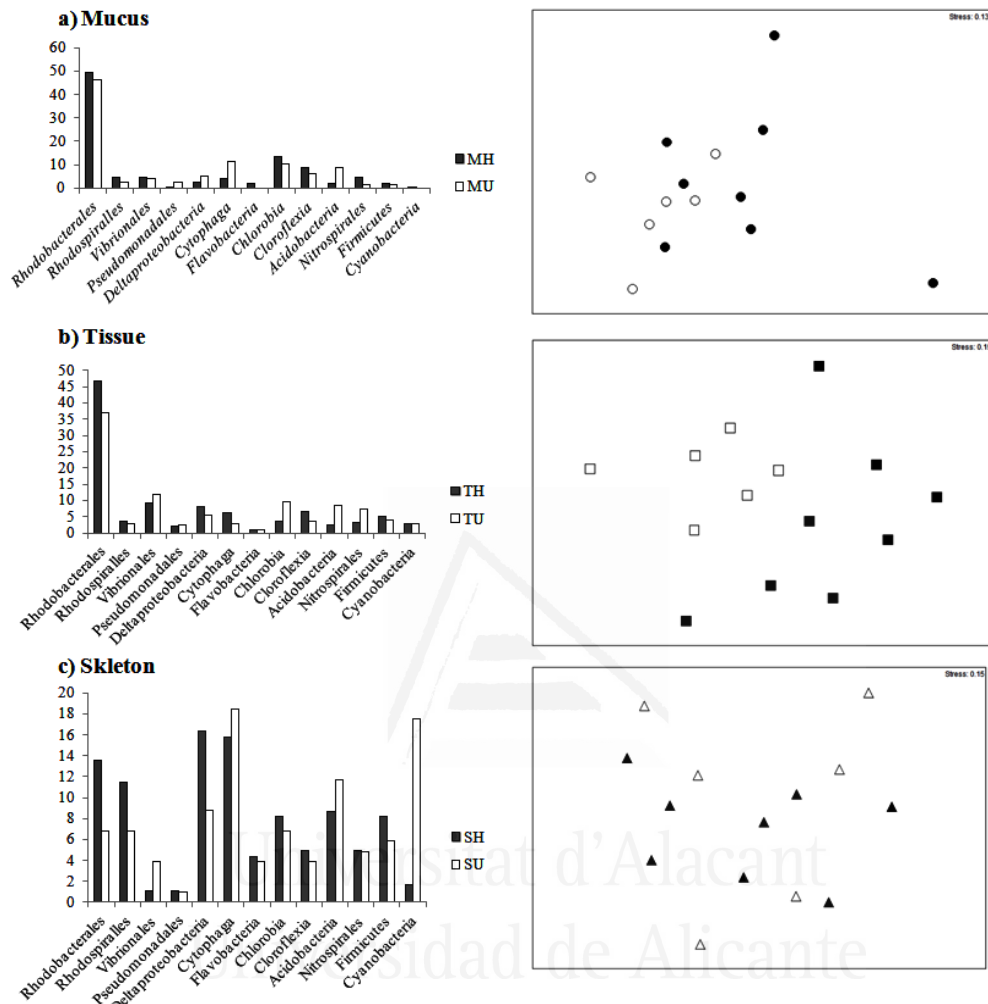 a) Mucus
60
50
40
30
20
10
0
Rhodobacterales
Rhodospiralles
Vibrionales
Pseudomonadales
Deltaproteobacteria
Cytophaga
Flavobacteria
Chlorobia
Cloroflexia
Acidobacteria
Nitrospirales
Firmicutes
Cyanobacteria
MH
MU
Stress: 0.13
b) Tissue
50
45
40
35
30
25
20
15
10
5
0
Rhodobacterales
Rhodospiralles
Vibrionales
Pseudomonadales
Deltaproteobacteria
Cytophaga
Flavobacteria
Chlorobia
Cloroflexia
Acidobacteria
Nitrospirales
Firmicutes
Cyanobacteria
TH
TU
Stress:
c) Skleton
20
18
16
14
12
10
8
6
4
2
0
Rhodobacterales
Rhodospiralles
Vibrionales
Pseudomonadales
Deltaproteobacteria
Cytophaga
Flavobacteria
Chlorobia
Cloroflexia
Acidobacteria
Nitrospirales
Firmicutes
Cyanobacteria
SH
SU
Stress: 0.15
Universitat d'Alacant
Universidad de Alicante